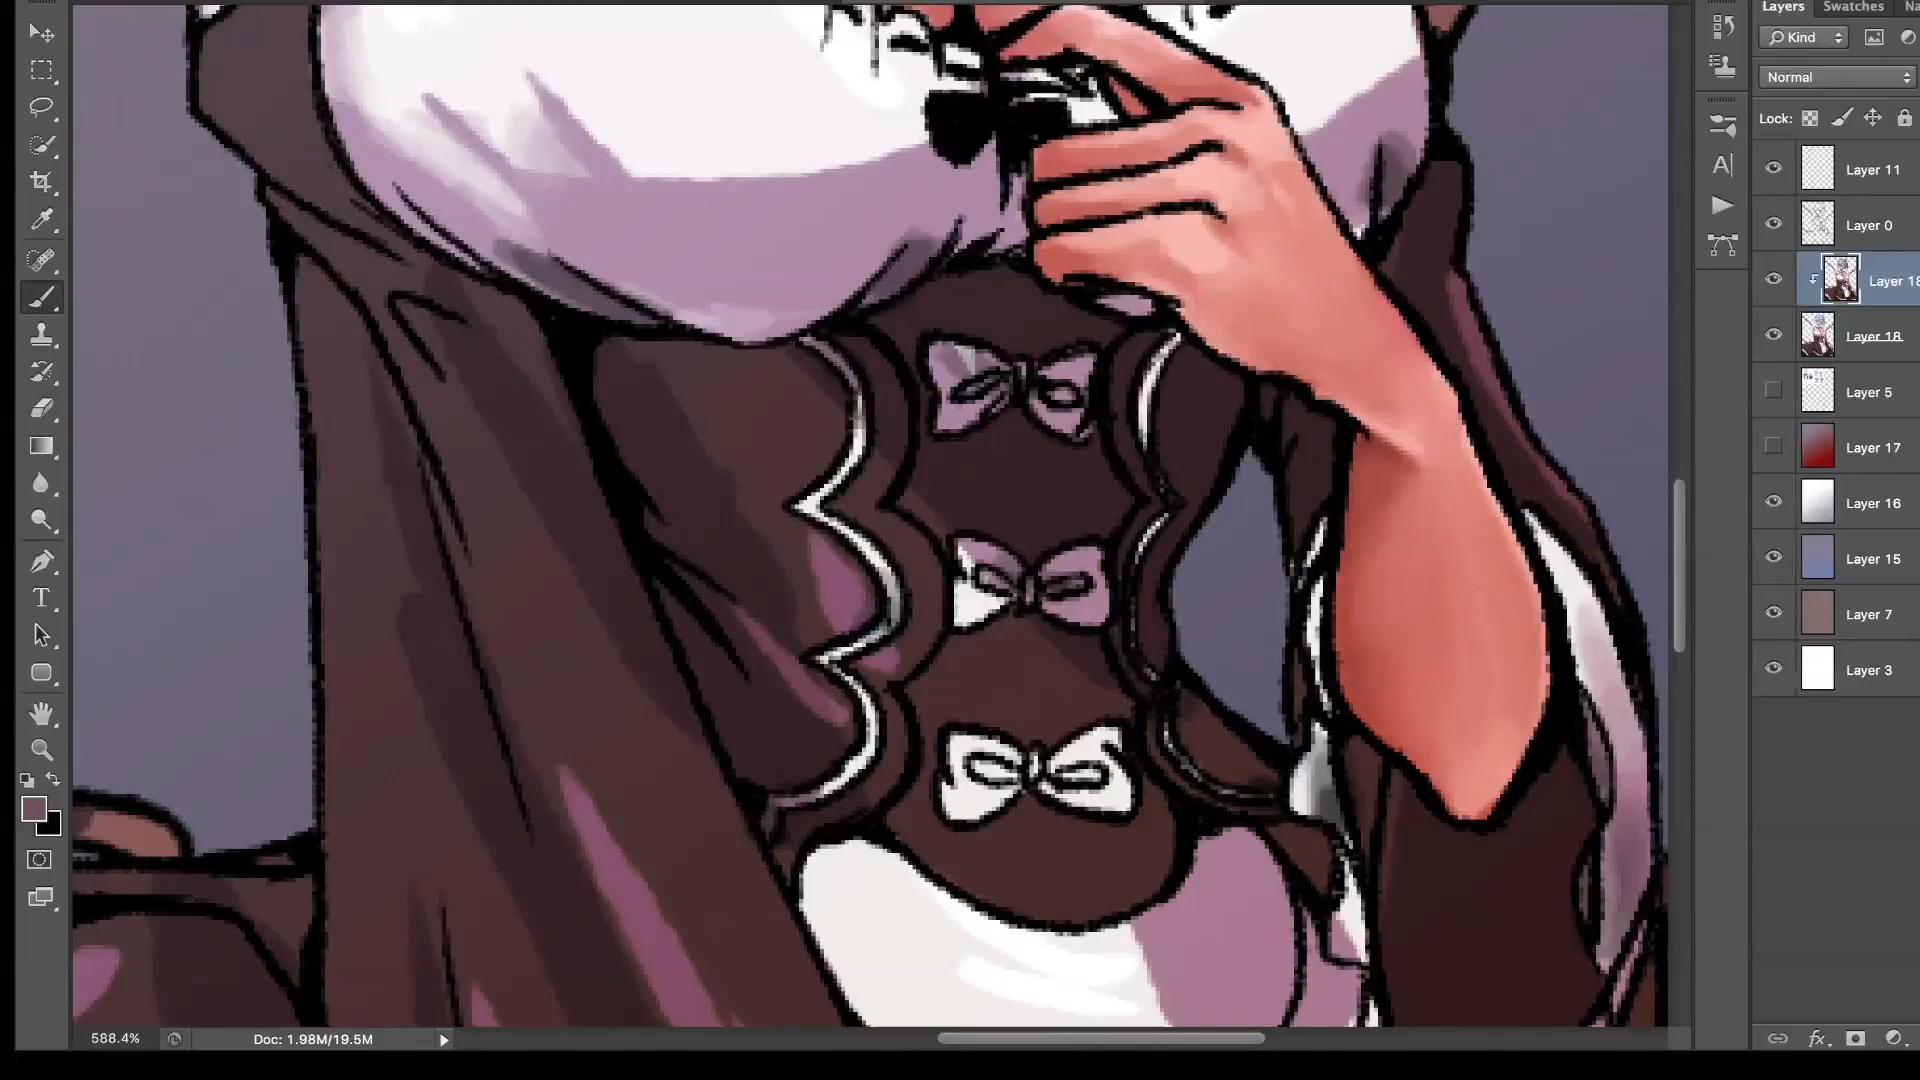 Layers Swatches Na
Kind
Normal
Lock:
Layer 11
Layer 0
Layer 18
Layer 18
Layer 5
Layer 17
Layer 16
Layer 15
Layer 7
Layer 3
588.4% Doc: 1.98M/19.5M